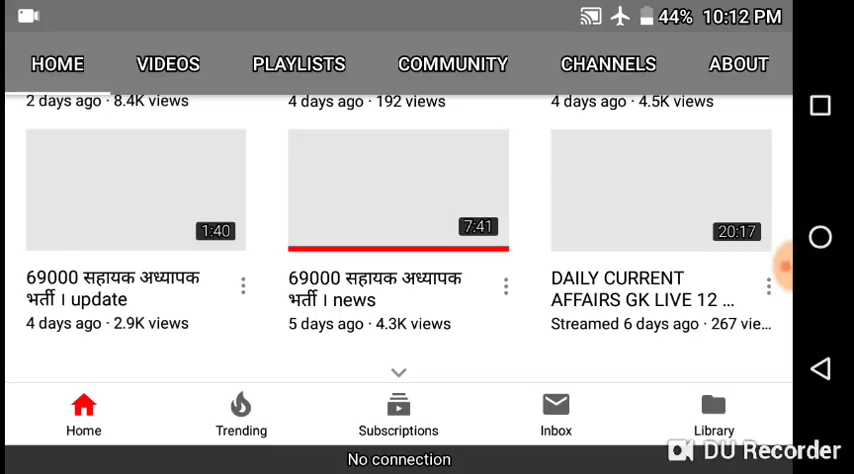 44% 10:12 PM
HOME VIDEOS PLAYLISTS COMMUNITY CHANNELS ABOUT
2 days ago · 8.4K views
4 days ago · 192 views
4 days ago · 4.5K views
1:40
7:41
20:17
69000 सहायक अध्यापक
भर्ती । update
4 days ago · 2.9K views
69000 सहायक अध्यापक
भर्ती । news
5 days ago · 4.3K views
DAILY CURRENT
AFFAIRS GK LIVE 12 ...
Streamed 6 days ago · 267 vie...
Home Trending Subscriptions Inbox Library
No connection
DU Recorder